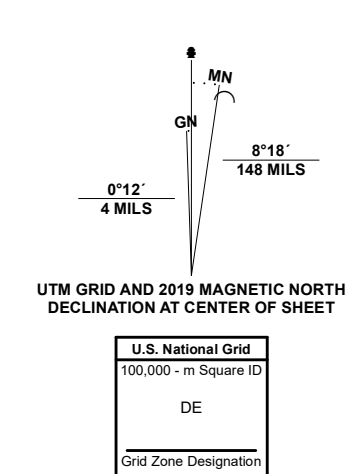 MN
GN
8°18´
148 MILS
0°12´
4 MILS
UTM GRID AND 2019 MAGNETIC NORTH
DECLINATION AT CENTER OF SHEET
U.S. National Grid
100,000 - m Square ID
DE
Grid Zone Designation